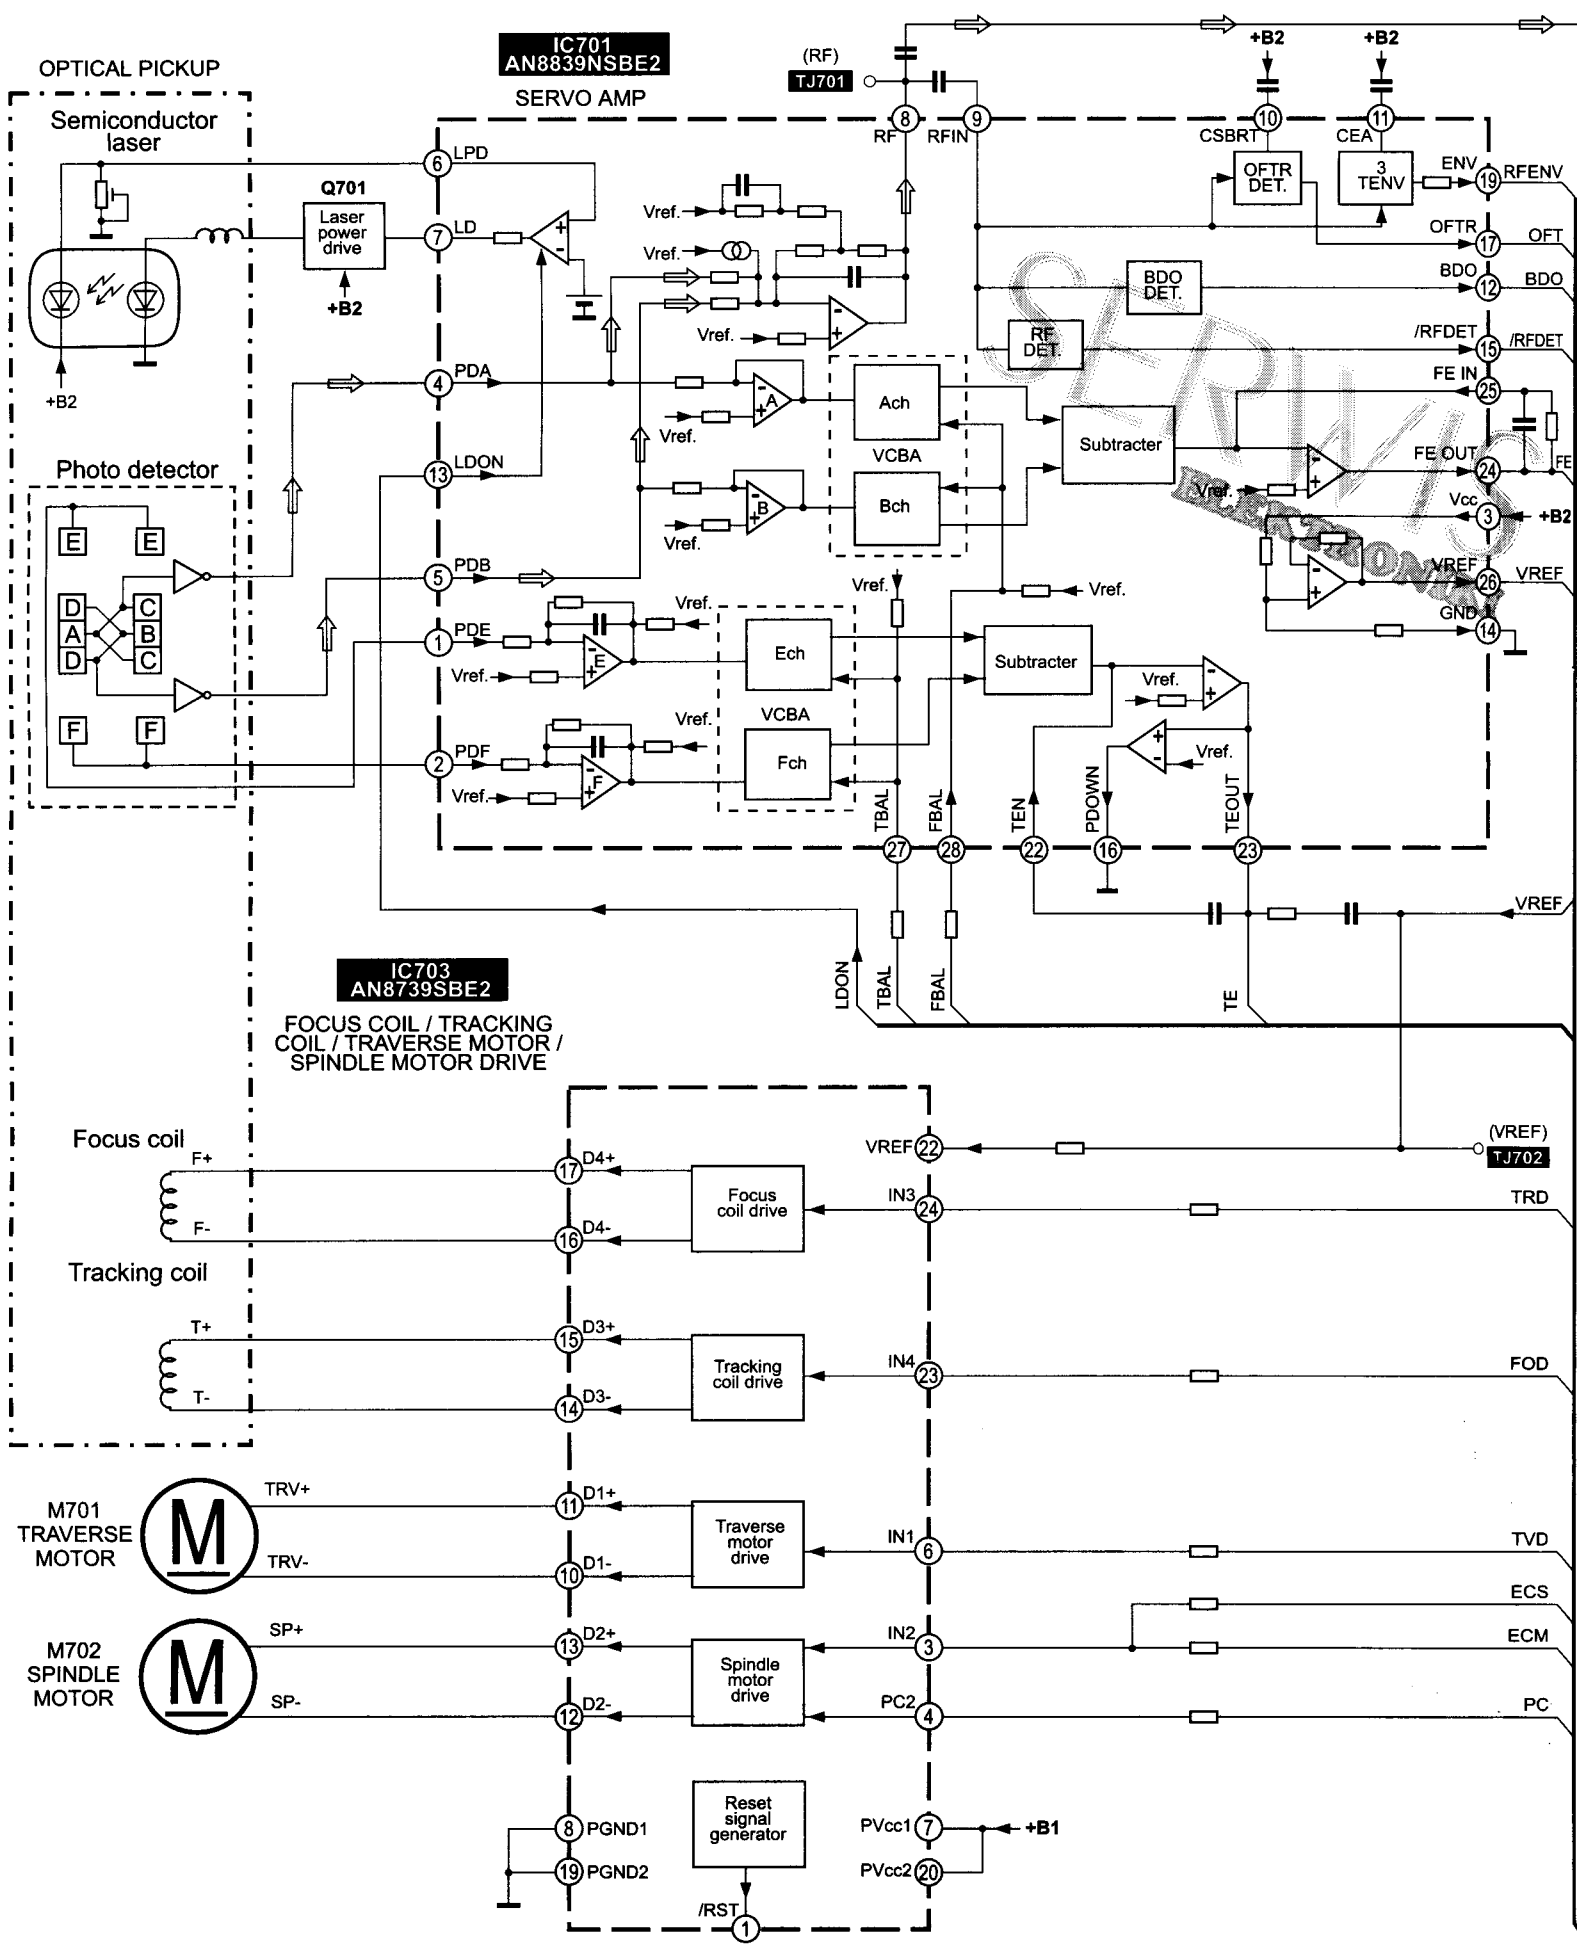 IC701
AN8839NSBE2
SERVO AMP
OPTICAL PICKUP
Semiconductor
laser
Q701
Laser
power
drive
+B2
+B2
(RF)
TJ701
+B2
+B2
8
RF
9
RFIN
10
CSBRT
11
CEA
6
LPD
7
LD
+
-
Vref.
Vref.
Vref.
-
+
OFTR
DET.
3
TENV
ENV
19
RFENV
OFTR
17
OFT
BDO
DET.
BDO
12
BDO
RF
DET.
/RFDET
15
/RFDET
FE IN
25
FE OUT
24
FE
Vcc
3
+B2
VREF
26
VREF
GND
14
4
PDA
13
LDON
5
PDB
1
PDE
2
PDF
Vref.
- + A
Vref.
- + B
Ach
VCBA
Bch
Subtracter
Vref.
-
+
-
+
Photo detector
E
E
D
C
A
B
D
C
F
F
Vref.
Vref.
Vref.
Vref.
- + E
Ech
VCBA
Fch
Subtracter
Vref.
Vref.
- + F
Vref.
-
+
+
-
Vref.
TBAL
FBAL
TEN
PDOWN
TEOUT
27
28
22
16
23
VREF
LDON
TBAL
FBAL
TE
SERWIS
ELEKTRONIKI
IC703
AN8739SBE2
FOCUS COIL / TRACKING
COIL / TRAVERSE MOTOR /
SPINDLE MOTOR DRIVE
VREF
22
(VREF)
TJ702
Focus coil
F+
F-
17
D4+
16
D4-
Focus
coil drive
IN3
24
TRD
Tracking coil
T+
T-
15
D3+
14
D3-
Tracking
coil drive
IN4
23
FOD
M701
TRAVERSE
MOTOR
M
TRV+
TRV-
11
D1+
10
D1-
Traverse
motor
drive
IN1
6
TVD
ECS
M702
SPINDLE
MOTOR
M
SP+
SP-
13
D2+
12
D2-
Spindle
motor
drive
IN2
3
ECM
PC2
4
PC
Reset
signal
generator
8
PGND1
19
PGND2
PVcc1
7
+B1
PVcc2
20
/RST
1